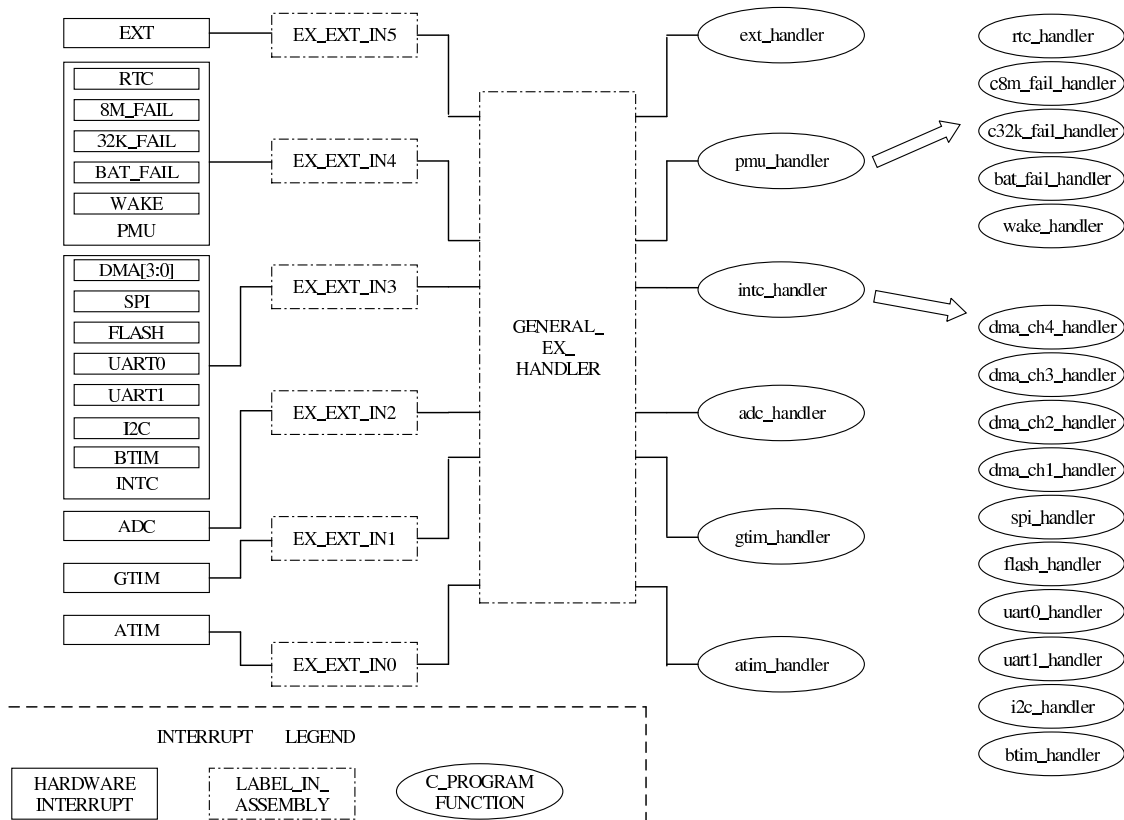 EXT
RTC
8M_FAIL
32K_FAIL
BAT_FAIL
WAKE
PMU
DMA[3:0]
SPI
FLASH
UART0
UART1
I2C
BTIM
INTC
ADC
GTIM
ATIM
EX_EXT_IN5
EX_EXT_IN4
EX_EXT_IN3
EX_EXT_IN2
EX_EXT_IN1
EX_EXT_IN0
GENERAL_
EX_
HANDLER
ext_handler
pmu_handler
intc_handler
adc_handler
gtim_handler
atim_handler
rtc_handler
c8m_fail_handler
c32k_fail_handler
bat_fail_handler
wake_handler
dma_ch4_handler
dma_ch3_handler
dma_ch2_handler
dma_ch1_handler
spi_handler
flash_handler
uart0_handler
uart1_handler
i2c_handler
btim_handler
INTERRUPT LEGEND
HARDWARE
INTERRUPT
LABEL_IN_
ASSEMBLY
C_PROGRAM
FUNCTION